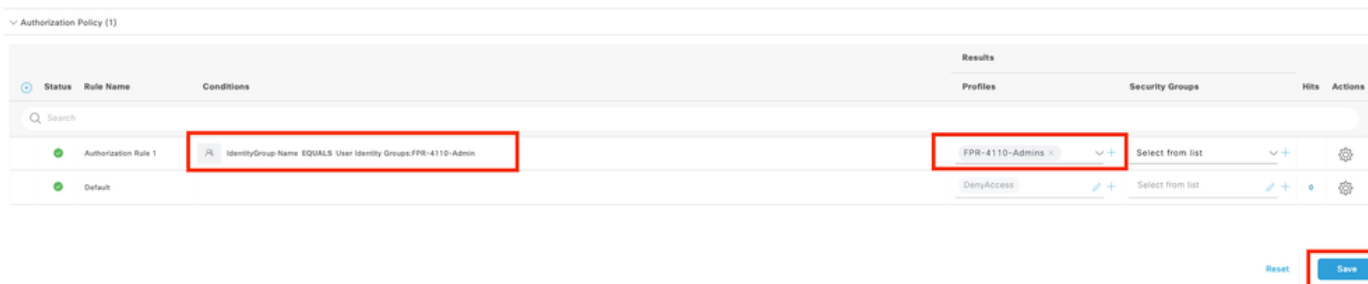 Authorization Policy (1)
Results
Status Rule Name Conditions Profiles Security Groups Hits Actions
Search
Authorization Rule 1 IdentityGroup·Name EQUALS User Identity Groups:FPR-4110-Admin FPR-4110-Admins × Select from list
Default DenyAccess Select from list 0
Reset Save